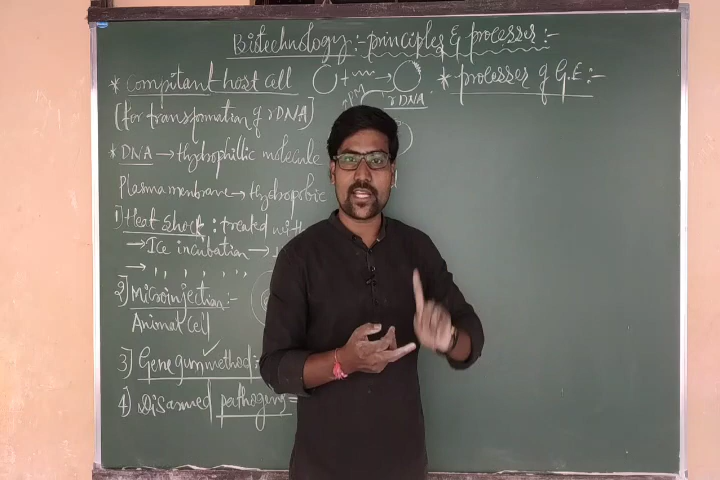 Biotechnology :- principles & processes :-
* Compitant host cell
rDNA
* processes of G.E :-
[for transformation of rDNA]
* DNA → Hydrophillic molecule
Plasma membrane → Hydropobic
1] Heat shock : treated with
→ Ice incubation →
→ ,, ,, ,,
2] Microinjection :-
Animal cell
3] Gene gun method :
4] Disarmed pathogens =